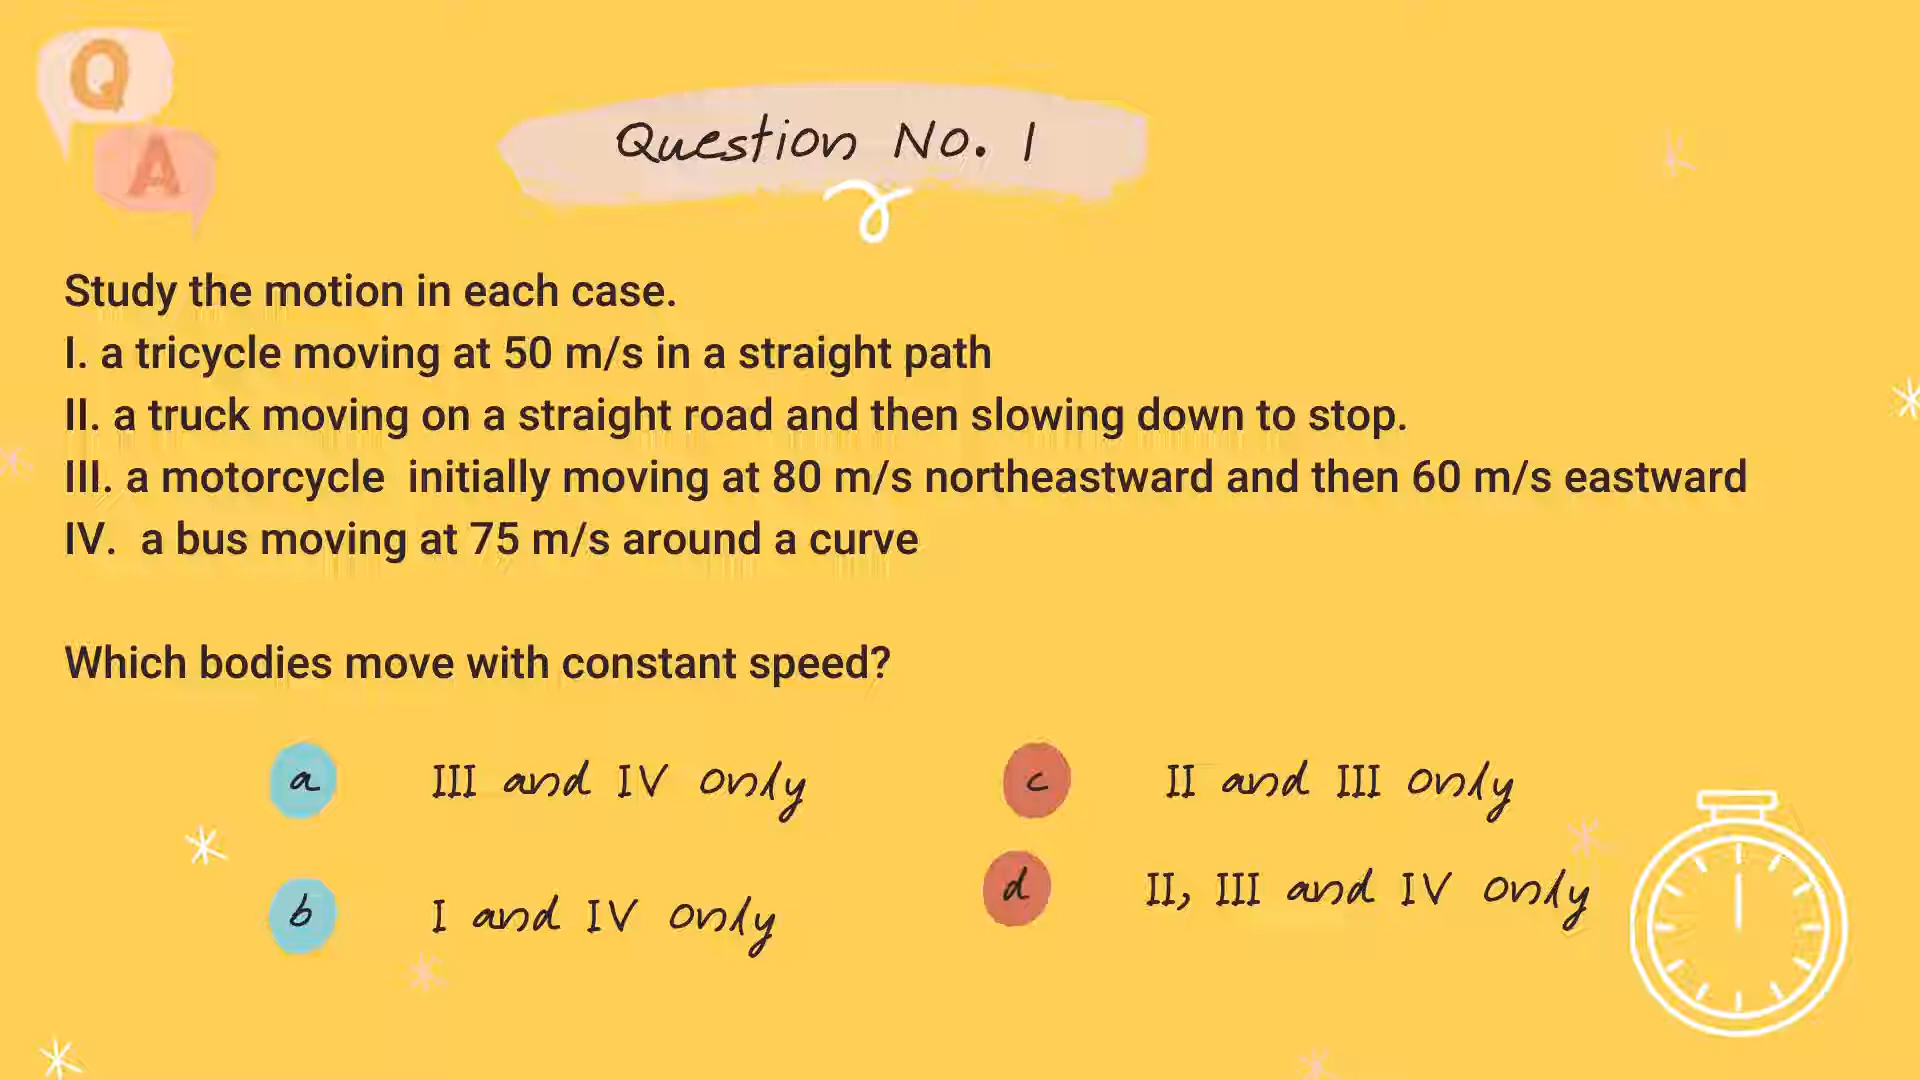 Q
A
Question No. 1
Study the motion in each case.
I. a tricycle moving at 50 m/s in a straight path
II. a truck moving on a straight road and then slowing down to stop.
III. a motorcycle  initially moving at 80 m/s northeastward and then 60 m/s eastward
IV.  a bus moving at 75 m/s around a curve
Which bodies move with constant speed?
a III and IV only
b I and IV only
c II and III only
d II, III and IV only